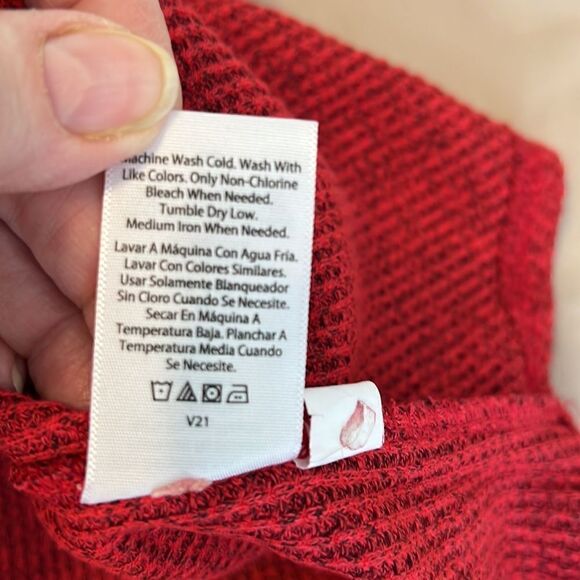 Machine Wash Cold. Wash With
Like Colors. Only Non-Chlorine
Bleach When Needed.
Tumble Dry Low.
Medium Iron When Needed.
Lavar A Máquina Con Agua Fría.
Lavar Con Colores Similares.
Usar Solamente Blanqueador
Sin Cloro Cuando Se Necesite.
Secar En Máquina A
Temperatura Baja. Planchar A
Temperatura Media Cuando
Se Necesite.
V21